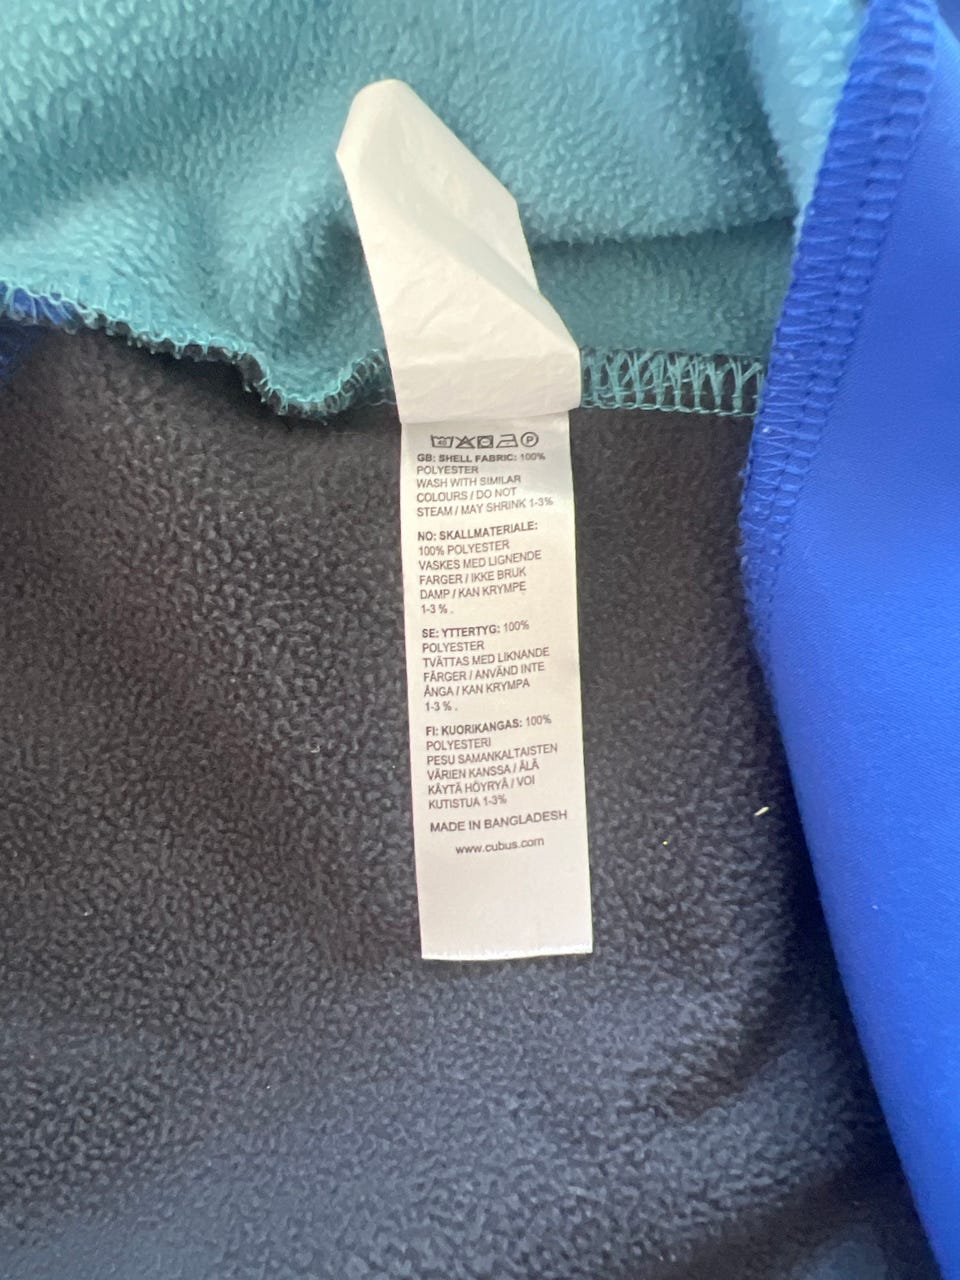 40 P
GB: SHELL FABRIC: 100%
POLYESTER
WASH WITH SIMILAR
COLOURS / DO NOT
STEAM / MAY SHRINK 1-3%
NO: SKALLMATERIALE:
100% POLYESTER
VASKES MED LIGNENDE
FARGER / IKKE BRUK
DAMP / KAN KRYMPE
1-3 % .
SE: YTTERTYG: 100%
POLYESTER
TVÄTTAS MED LIKNANDE
FÄRGER / ANVÄND INTE
ÅNGA / KAN KRYMPA
1-3 % .
FI: KUORIKANGAS: 100%
POLYESTERI
PESU SAMANKALTAISTEN
VÄRIEN KANSSA / ÄLÄ
KÄYTÄ HÖYRYÄ / VOI
KUTISTUA 1-3%
MADE IN BANGLADESH
www.cubus.com